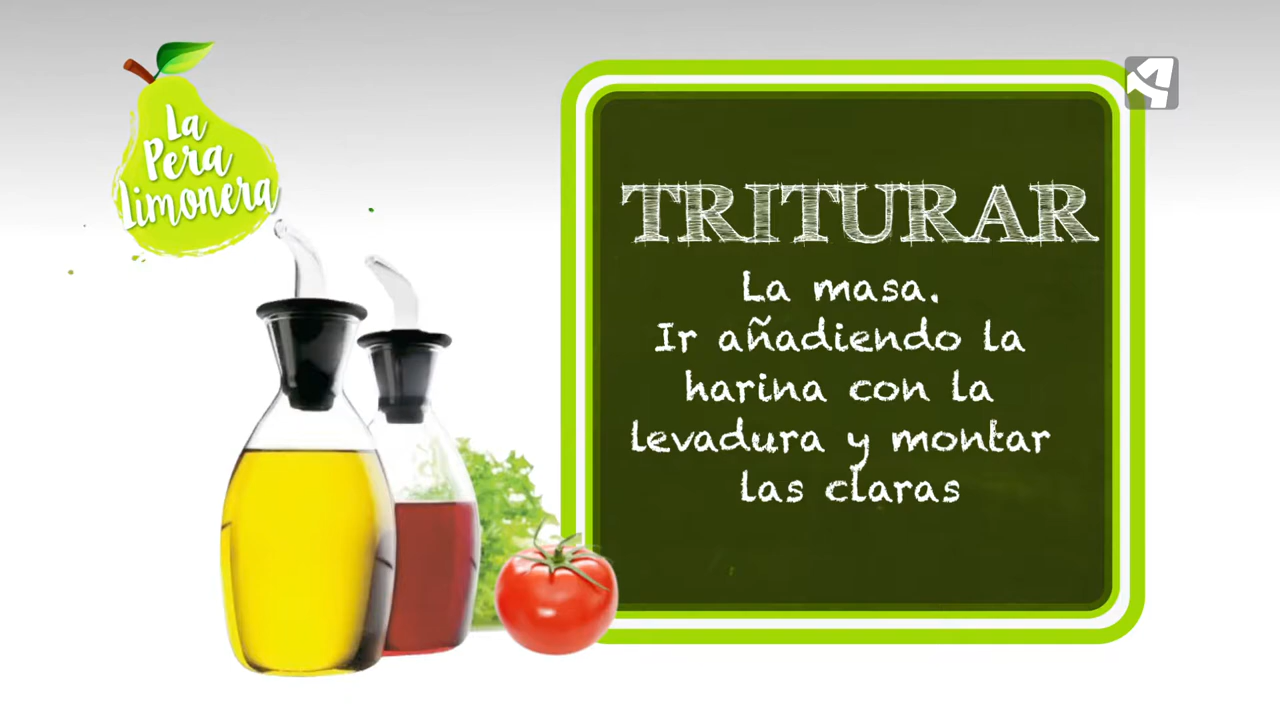 La
Pera
Limonera
TRITURAR
La masa.
Ir añadiendo la
harina con la
levadura y montar
las claras